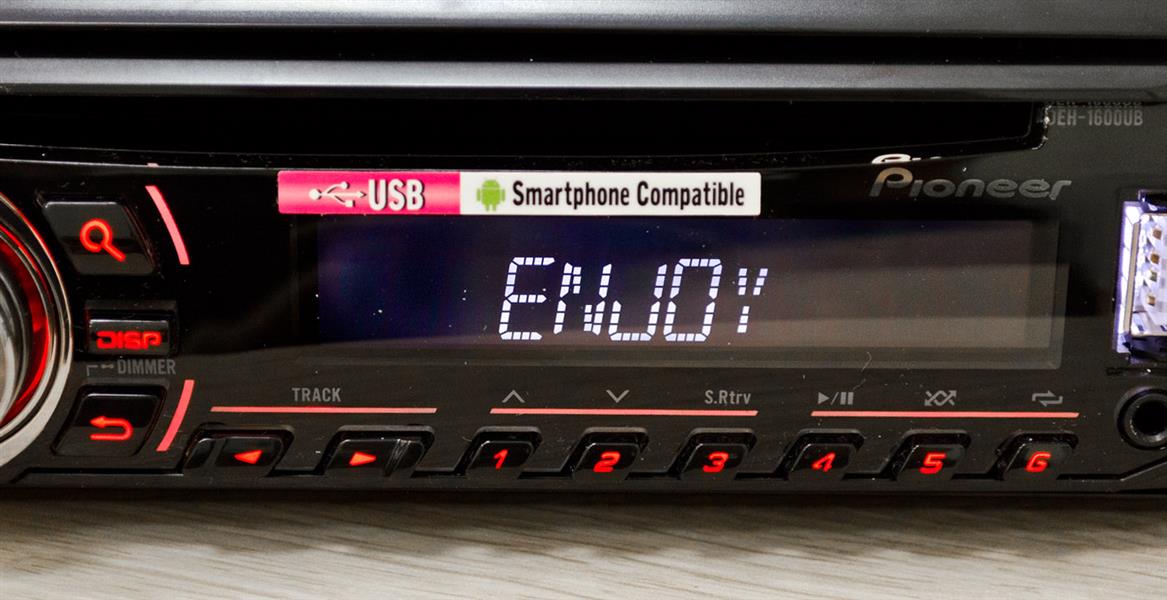 DEH-1600UB
Pioneer
USB Smartphone Compatible
ENJOY
DISP
DIMMER
TRACK S.Rtrv
1 2 3 4 5 6